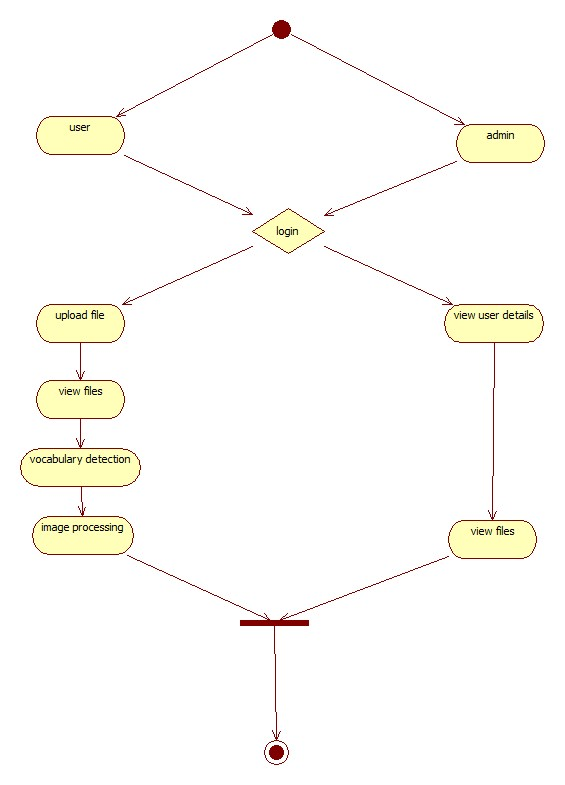 user
admin
login
upload file
view user details
view files
vocabulary detection
image processing
view files